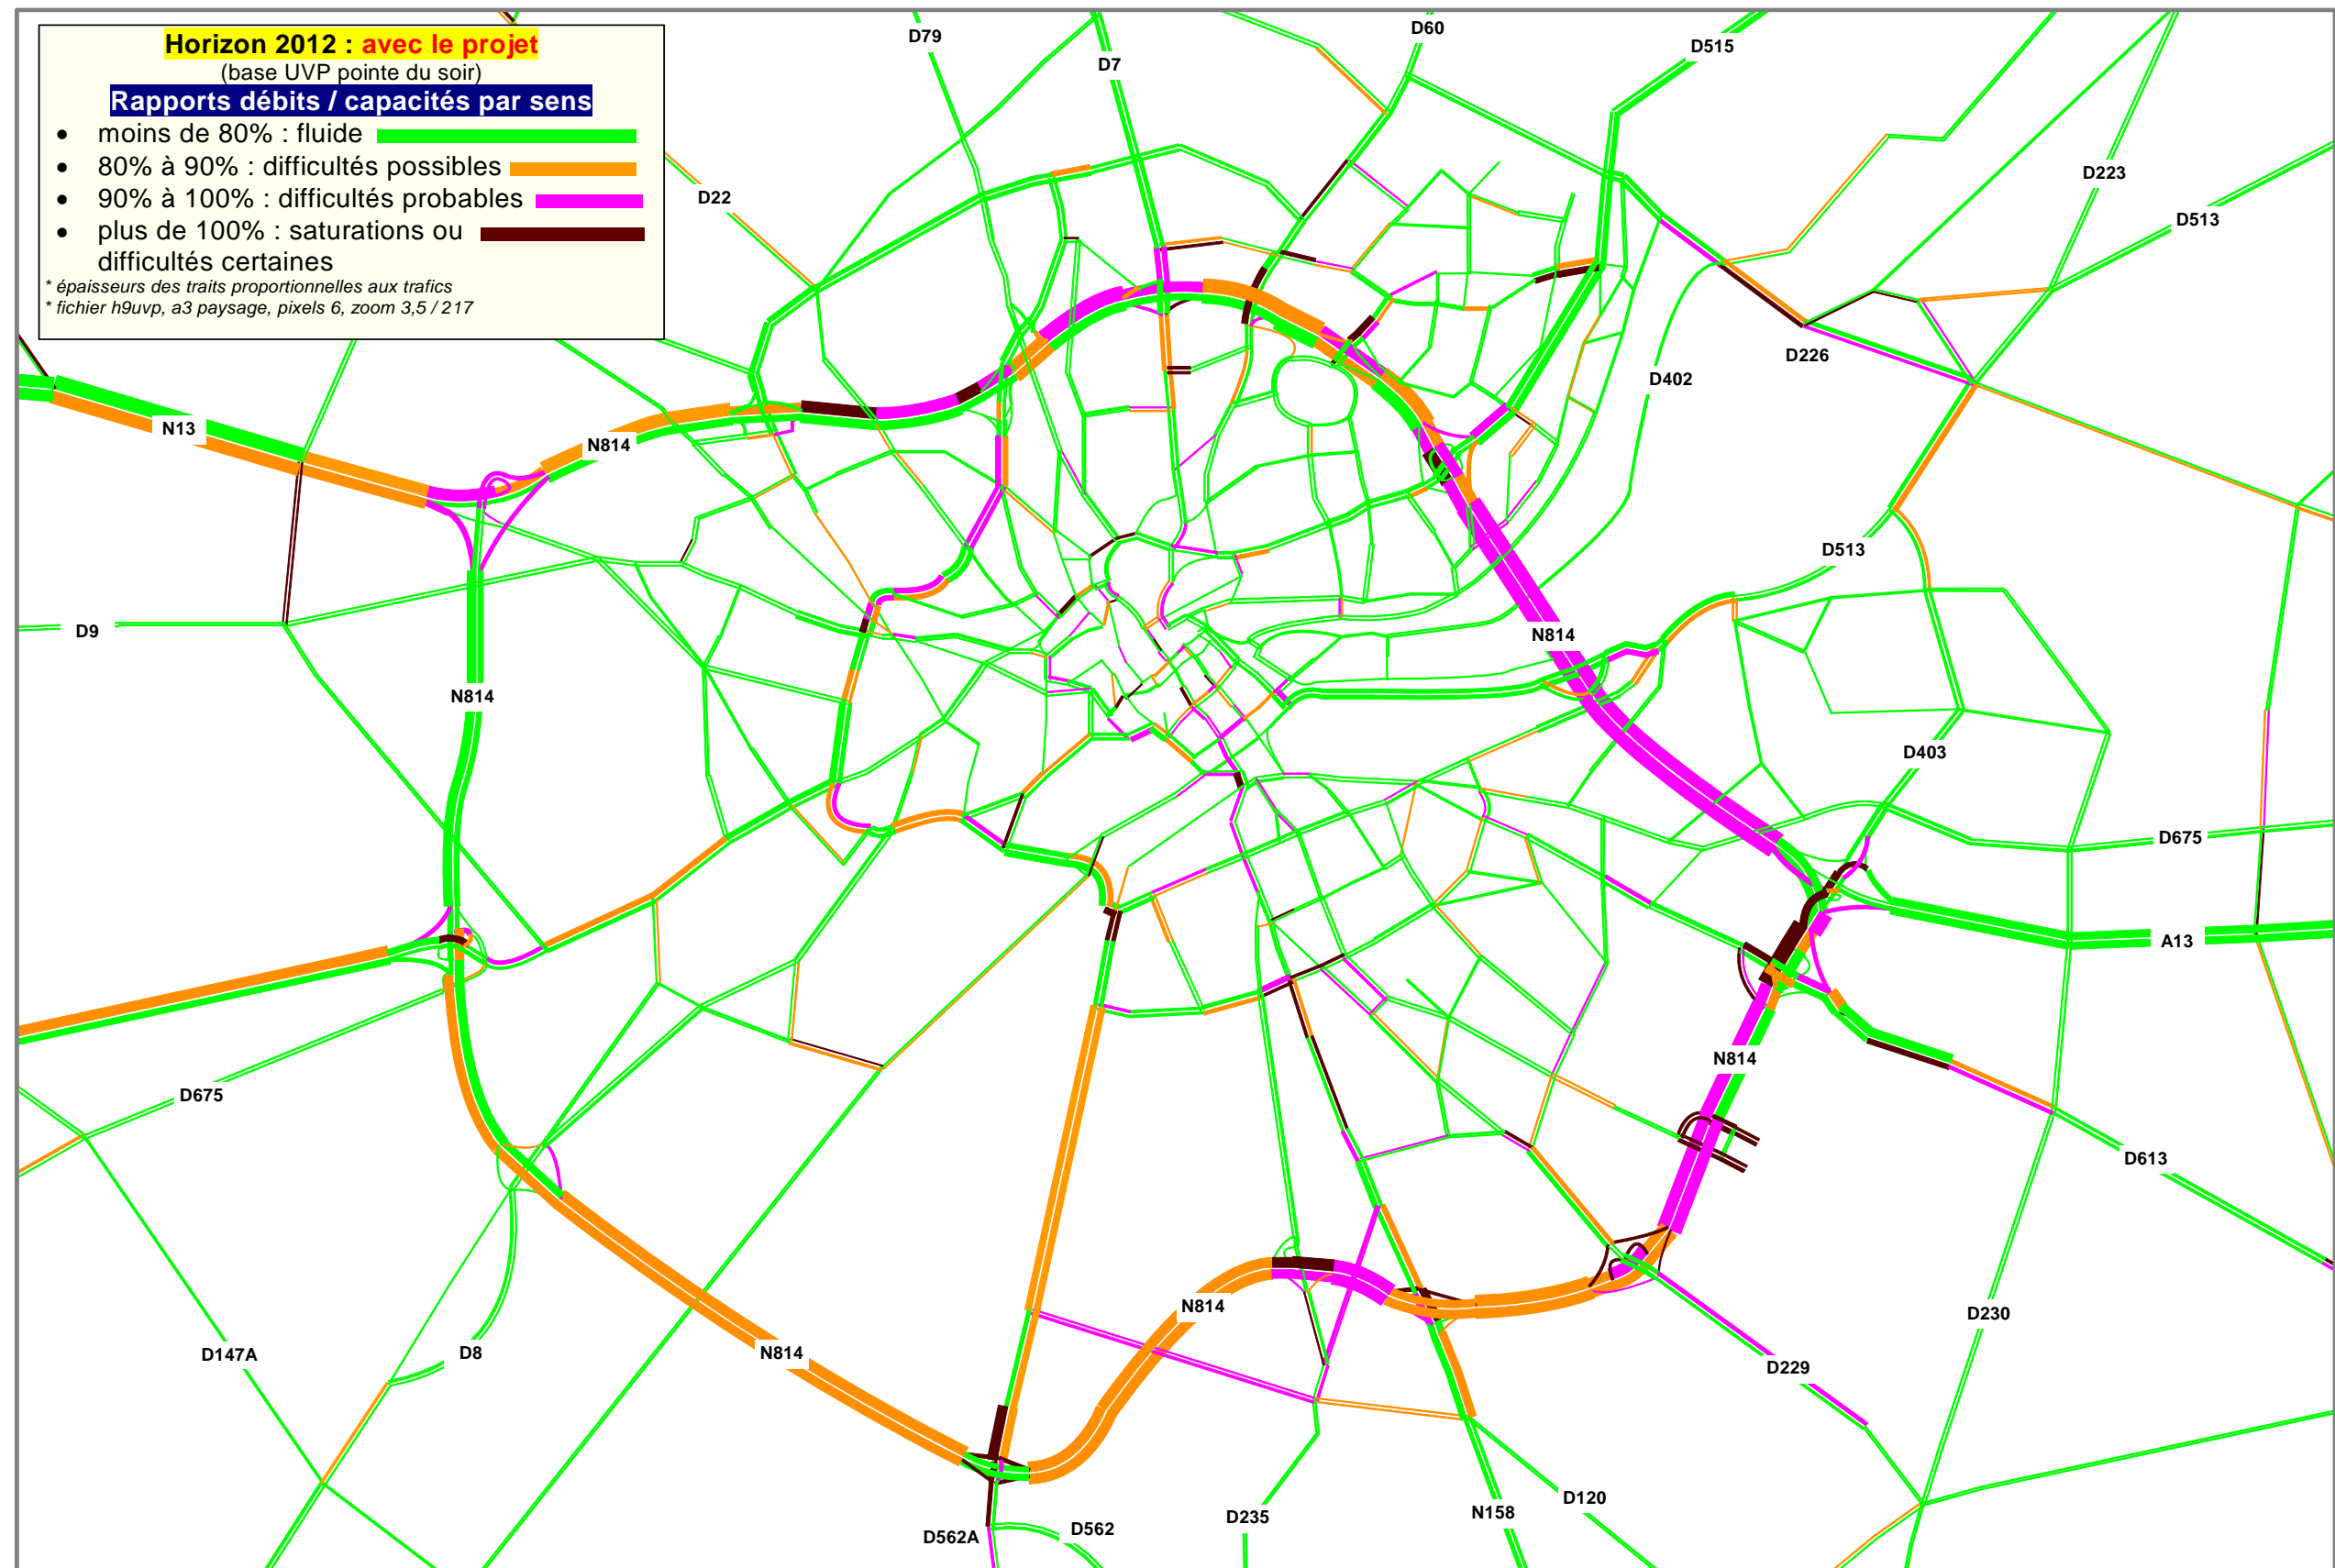 Horizon 2012 : avec le projet
(base UVP pointe du soir)
Rapports débits / capacités par sens
• moins de 80% : fluide
• 80% à 90% : difficultés possibles
• 90% à 100% : difficultés probables
• plus de 100% : saturations ou
difficultés certaines
* épaisseurs des traits proportionnelles aux trafics
* fichier h9uvp, a3 paysage, pixels 6, zoom 3,5 / 217
D79
D7
D60
D515
D22
D223
D513
D226
D402
N13
N814
D513
D9
N814
N814
D403
D675
A13
N814
D675
D613
N814
D230
D147A
D8
N814
D229
D120
N158
D235
D562
D562A